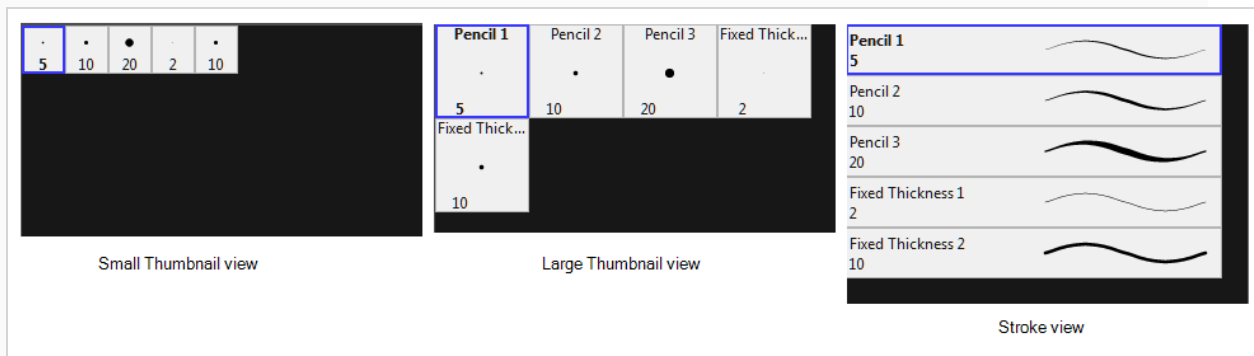 5 10 20 2 10
Small Thumbnail view
Pencil 1 Pencil 2 Pencil 3 Fixed Thick...
5 10 20 2
Fixed Thick...
10
Large Thumbnail view
Pencil 1
5
Pencil 2
10
Pencil 3
20
Fixed Thickness 1
2
Fixed Thickness 2
10
Stroke view